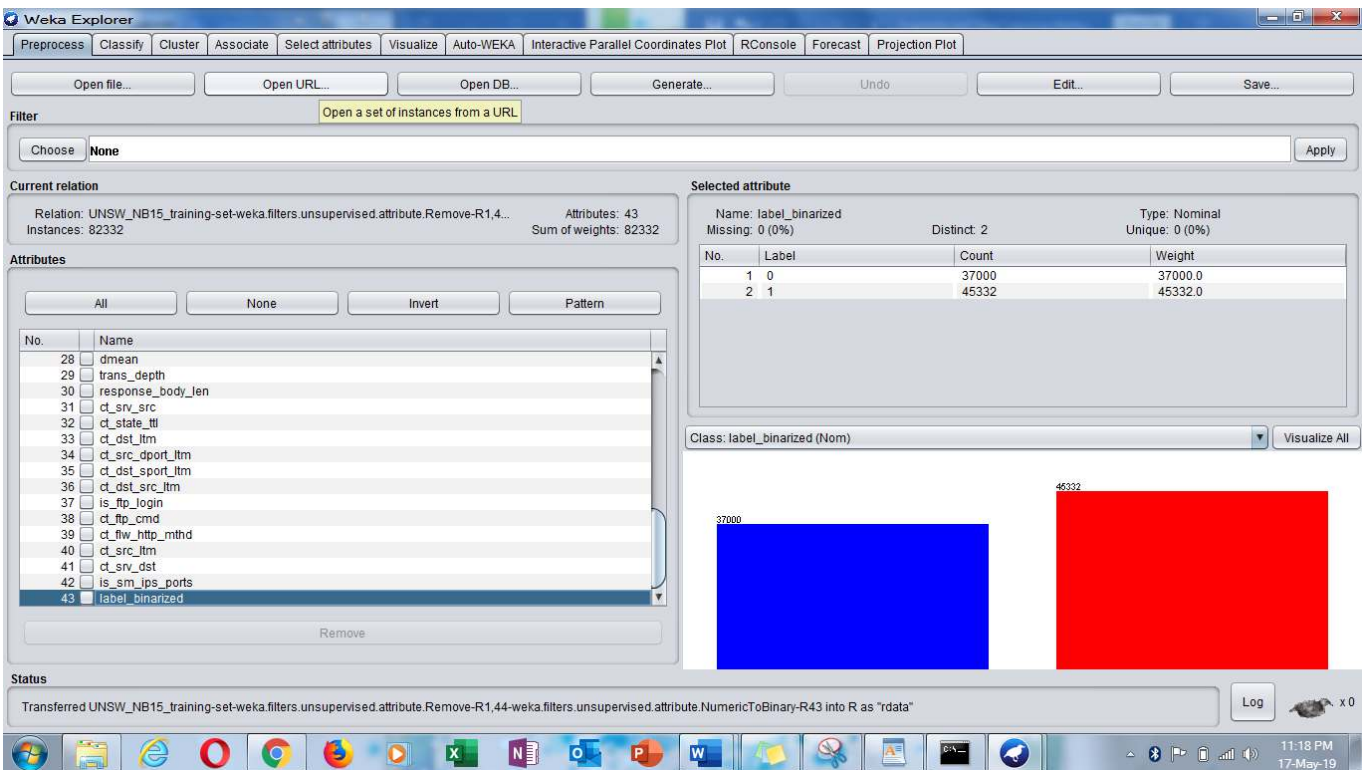 Weka Explorer
Preprocess Classify Cluster Associate Select attributes Visualize Auto-WEKA Interactive Parallel Coordinates Plot RConsole Forecast Projection Plot
Open file... Open URL... Open DB... Generate... Undo Edit... Save...
Open a set of instances from a URL
Filter
Choose None Apply
Current relation
Relation: UNSW_NB15_training-set-weka.filters.unsupervised.attribute.Remove-R1,4... Attributes: 43
Instances: 82332 Sum of weights: 82332
Attributes
All None Invert Pattern
No. Name
28 dmean
29 trans_depth
30 response_body_len
31 ct_srv_src
32 ct_state_ttl
33 ct_dst_ltm
34 ct_src_dport_ltm
35 ct_dst_sport_ltm
36 ct_dst_src_ltm
37 is_ftp_login
38 ct_ftp_cmd
39 ct_flw_http_mthd
40 ct_src_ltm
41 ct_srv_dst
42 is_sm_ips_ports
43 label_binarized
Remove
Selected attribute
Name: label_binarized Type: Nominal
Missing: 0 (0%) Distinct: 2 Unique: 0 (0%)
No. Label Count Weight
1 0 37000 37000.0
2 1 45332 45332.0
Class: label_binarized (Nom) Visualize All
37000
45332
Status
Transferred UNSW_NB15_training-set-weka.filters.unsupervised.attribute.Remove-R1,44-weka.filters.unsupervised.attribute.NumericToBinary-R43 into R as "rdata"
Log x 0
11:18 PM
17-May-19